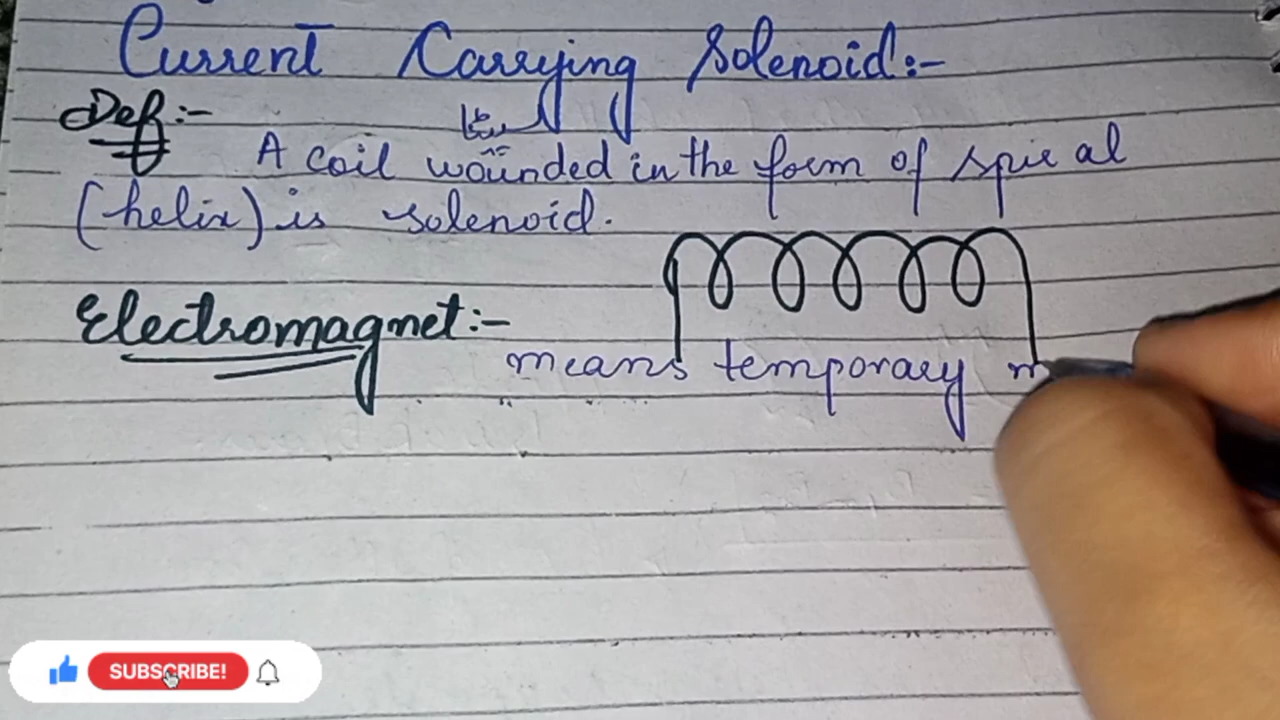 Current Carrying Solenoid:-
Def:-
A coil wounded in the form of spiral
(helix) is solenoid.
Electromagnet:-
means temporary m
SUBSCRIBE!